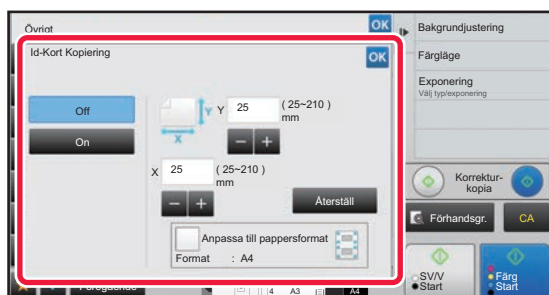 Övrigt OK
Id-Kort Kopiering OK
Off
On
Y Y 25 ( 25~210 )
mm
X
X 25 ( 25~210 )
mm
Återställ
Anpassa till pappersformat
Format : A4
Föregående
4 A3 A4
Bakgrundjustering
Färgläge
Exponering
Välj typ/exponering
Korrektur-
kopia
Förhandsgr. CA
SV/V
Start
Färg
Start